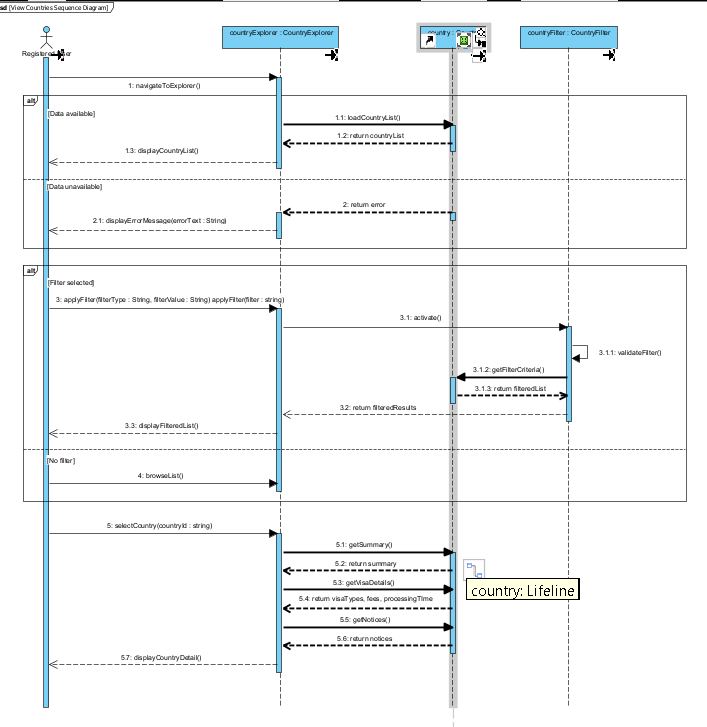 sd [View Countries Sequence Diagram]
countryExplorer : CountryExplorer
countryFilter : CountryFilter
1: navigateToExplorer()
alt
[Data available]
1.1: loadCountryList()
1.2: return countryList
1.3: displayCountryList()
[Data unavailable]
2: return error
2.1: displayErrorMessage(errorText : String)
alt
[Filter selected]
3: applyFilter(filterType : String, filterValue : String) applyFilter(filter : string)
3.1: activate()
3.1.1: validateFilter()
3.1.2: getFilterCriteria()
3.1.3: return filteredList
3.2: return filteredResults
3.3: displayFilteredList()
[No filter]
4: browseList()
5: selectCountry(countryId : string)
5.1: getSummary()
5.2: return summary
5.3: getVisaDetails()
country: Lifeline
5.4: return visaTypes, fees, processingTime
5.5: getNotices()
5.6: return notices
5.7: displayCountryDetail()